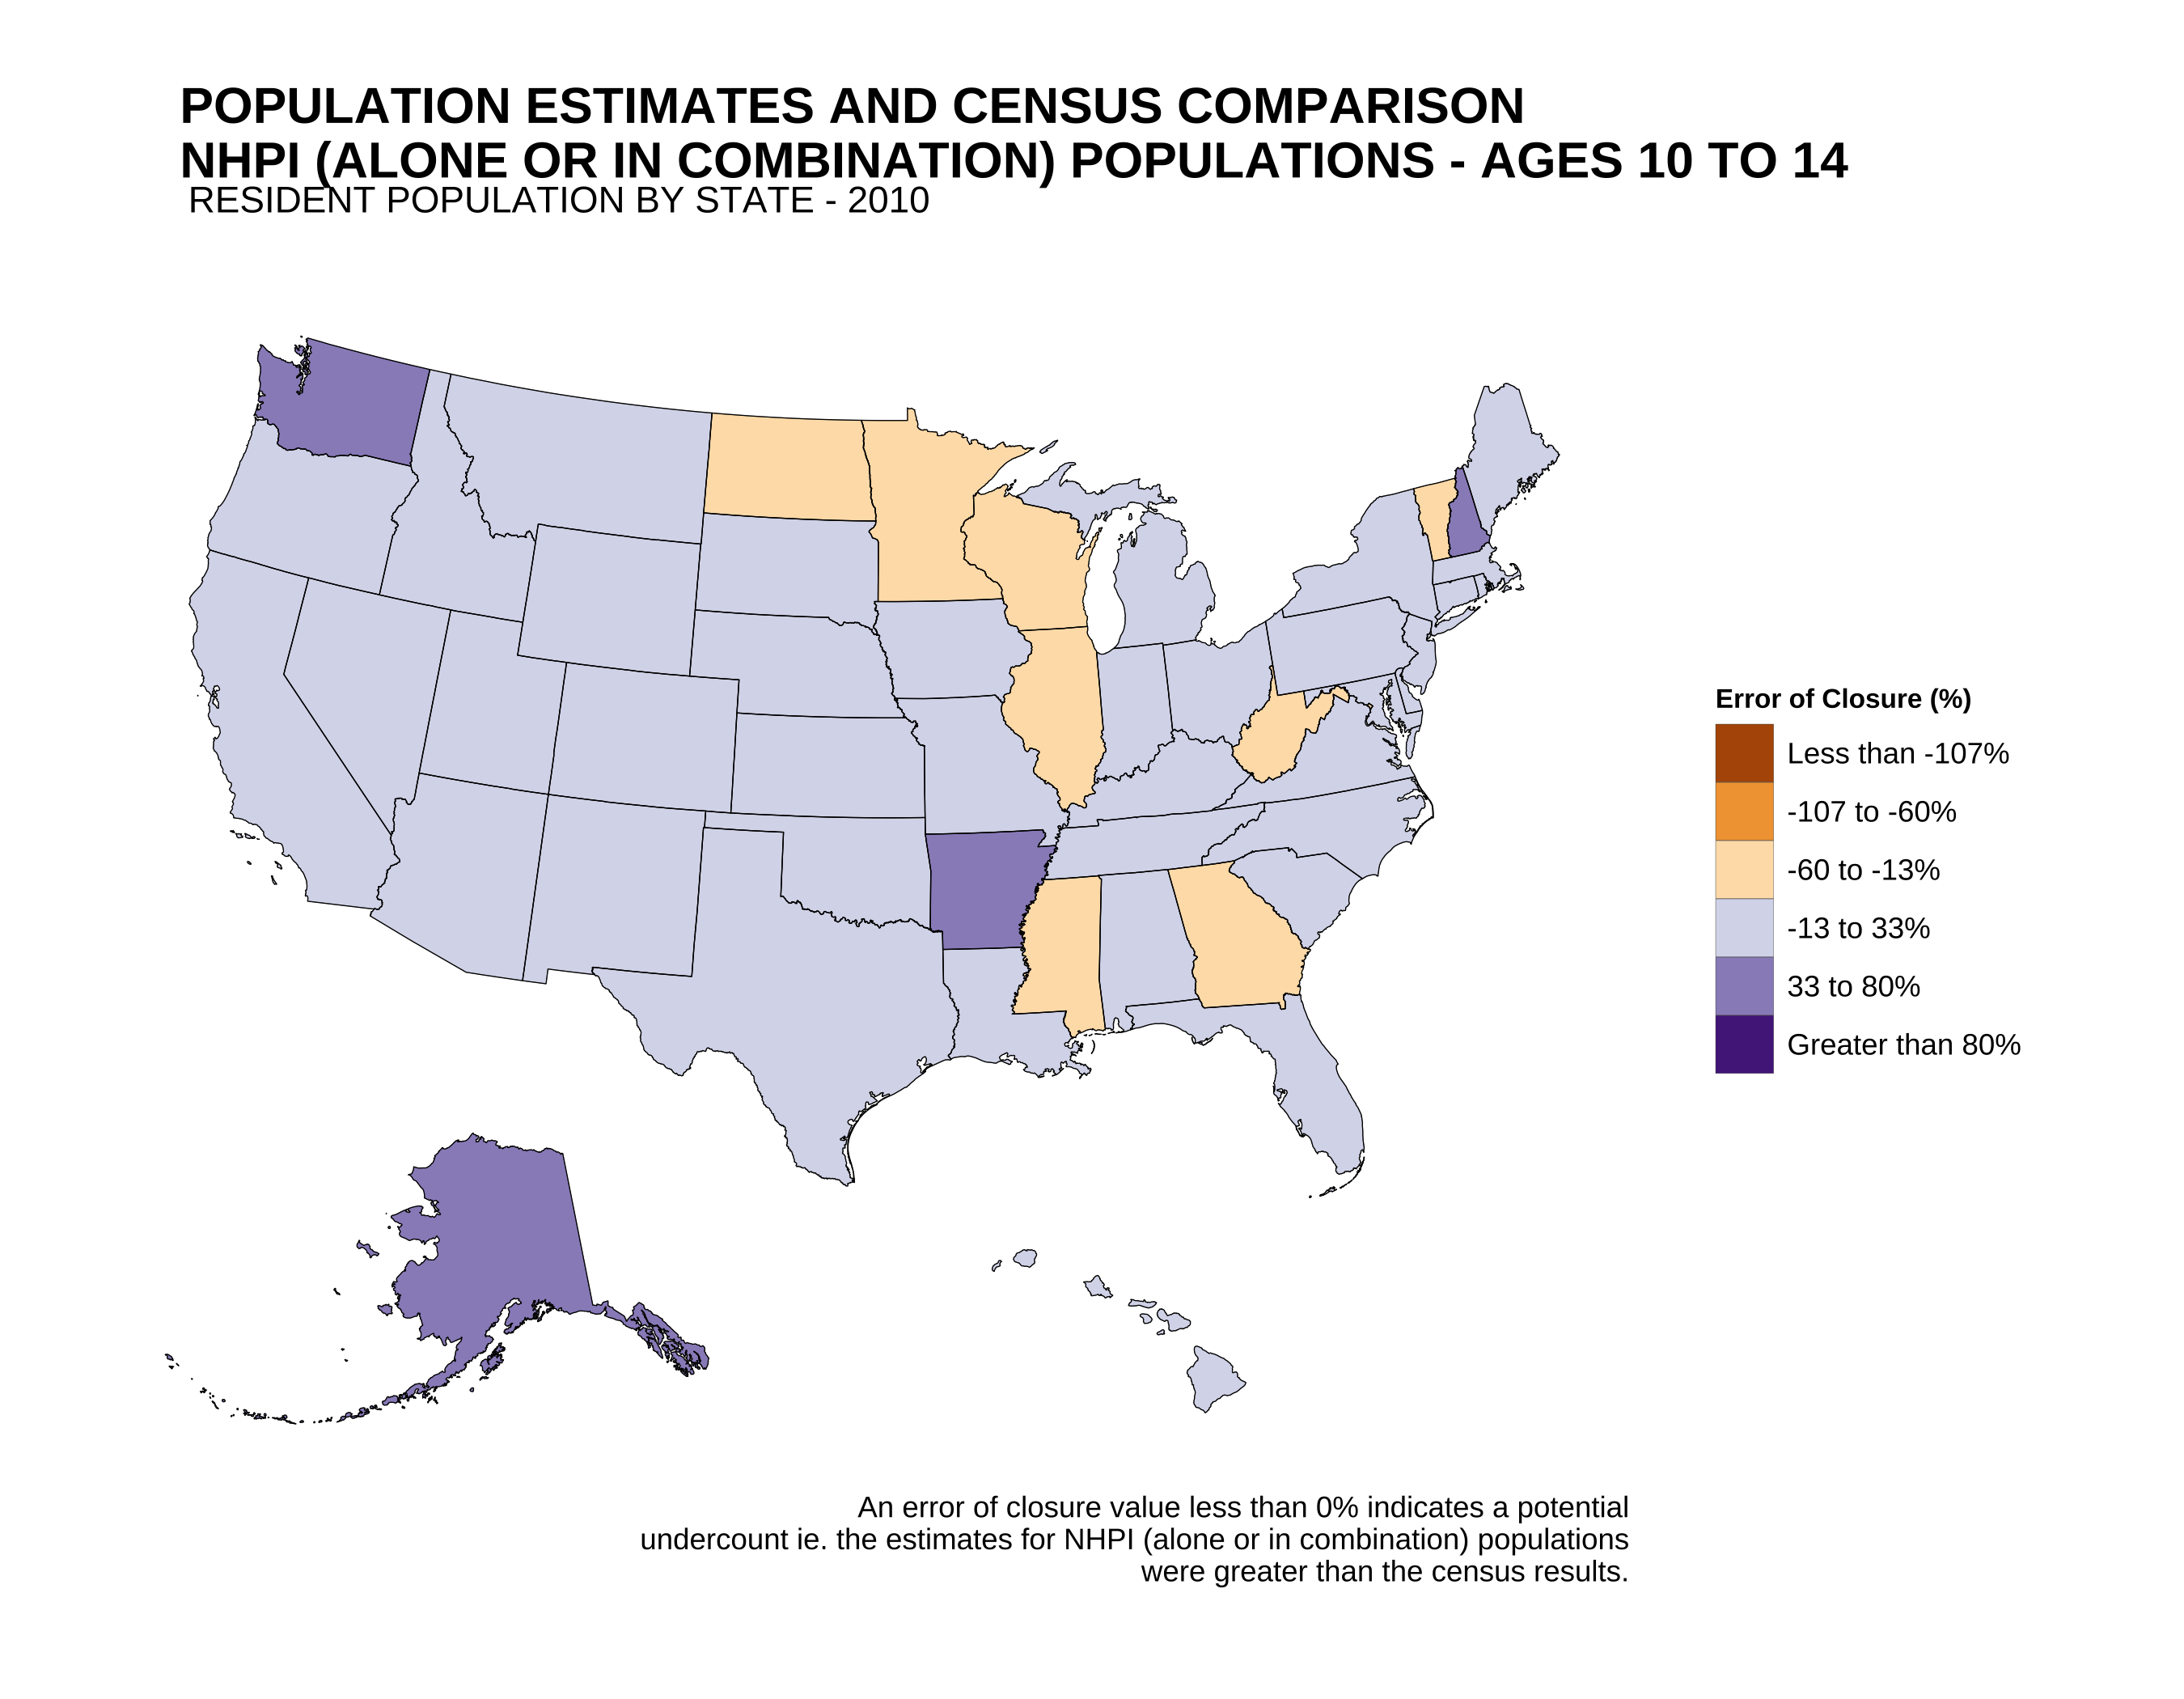 POPULATION ESTIMATES AND CENSUS COMPARISON
NHPI (ALONE OR IN COMBINATION) POPULATIONS - AGES 10 TO 14
RESIDENT POPULATION BY STATE - 2010
Error of Closure (%)
Less than -107%
-107 to -60%
-60 to -13%
-13 to 33%
33 to 80%
Greater than 80%
An error of closure value less than 0% indicates a potential
undercount ie. the estimates for NHPI (alone or in combination) populations
were greater than the census results.